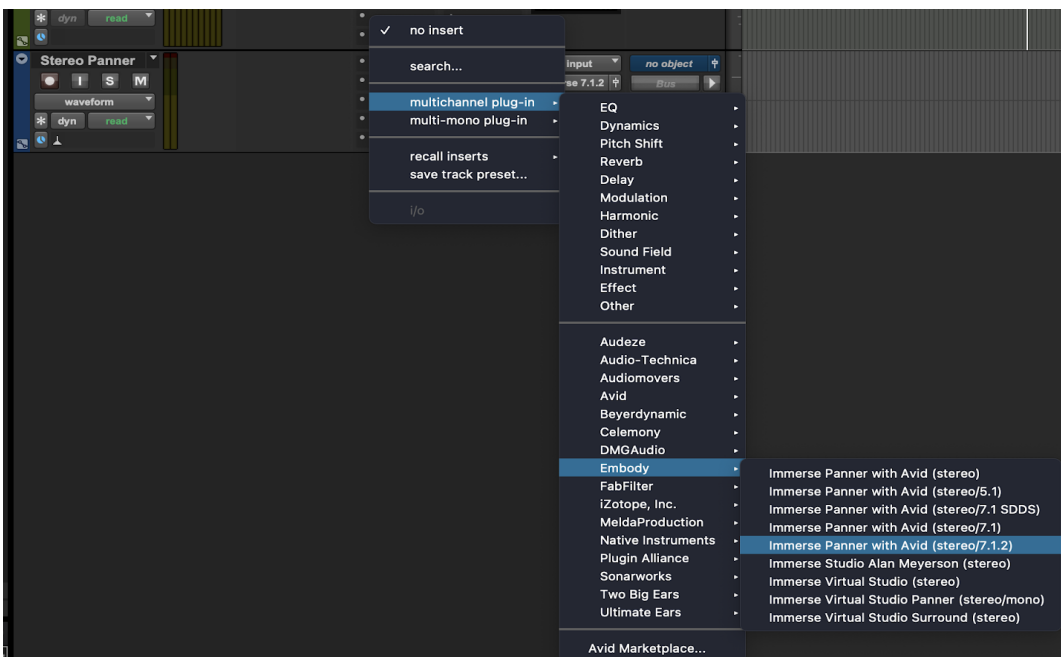 dyn read
no insert
search...
Stereo Panner
I S M
waveform
dyn read
multichannel plug-in
multi-mono plug-in
recall inserts
save track preset...
i/o
input
no object
7.1.2
Bus
EQ
Dynamics
Pitch Shift
Reverb
Delay
Modulation
Harmonic
Dither
Sound Field
Instrument
Effect
Other
Audeze
Audio-Technica
Audiomovers
Avid
Beyerdynamic
Celemony
DMGAudio
Embody
FabFilter
iZotope, Inc.
MeldaProduction
Native Instruments
Plugin Alliance
Sonarworks
Two Big Ears
Ultimate Ears
Avid Marketplace...
Immerse Panner with Avid (stereo)
Immerse Panner with Avid (stereo/5.1)
Immerse Panner with Avid (stereo/7.1 SDDS)
Immerse Panner with Avid (stereo/7.1)
Immerse Panner with Avid (stereo/7.1.2)
Immerse Studio Alan Meyerson (stereo)
Immerse Virtual Studio (stereo)
Immerse Virtual Studio Panner (stereo/mono)
Immerse Virtual Studio Surround (stereo)